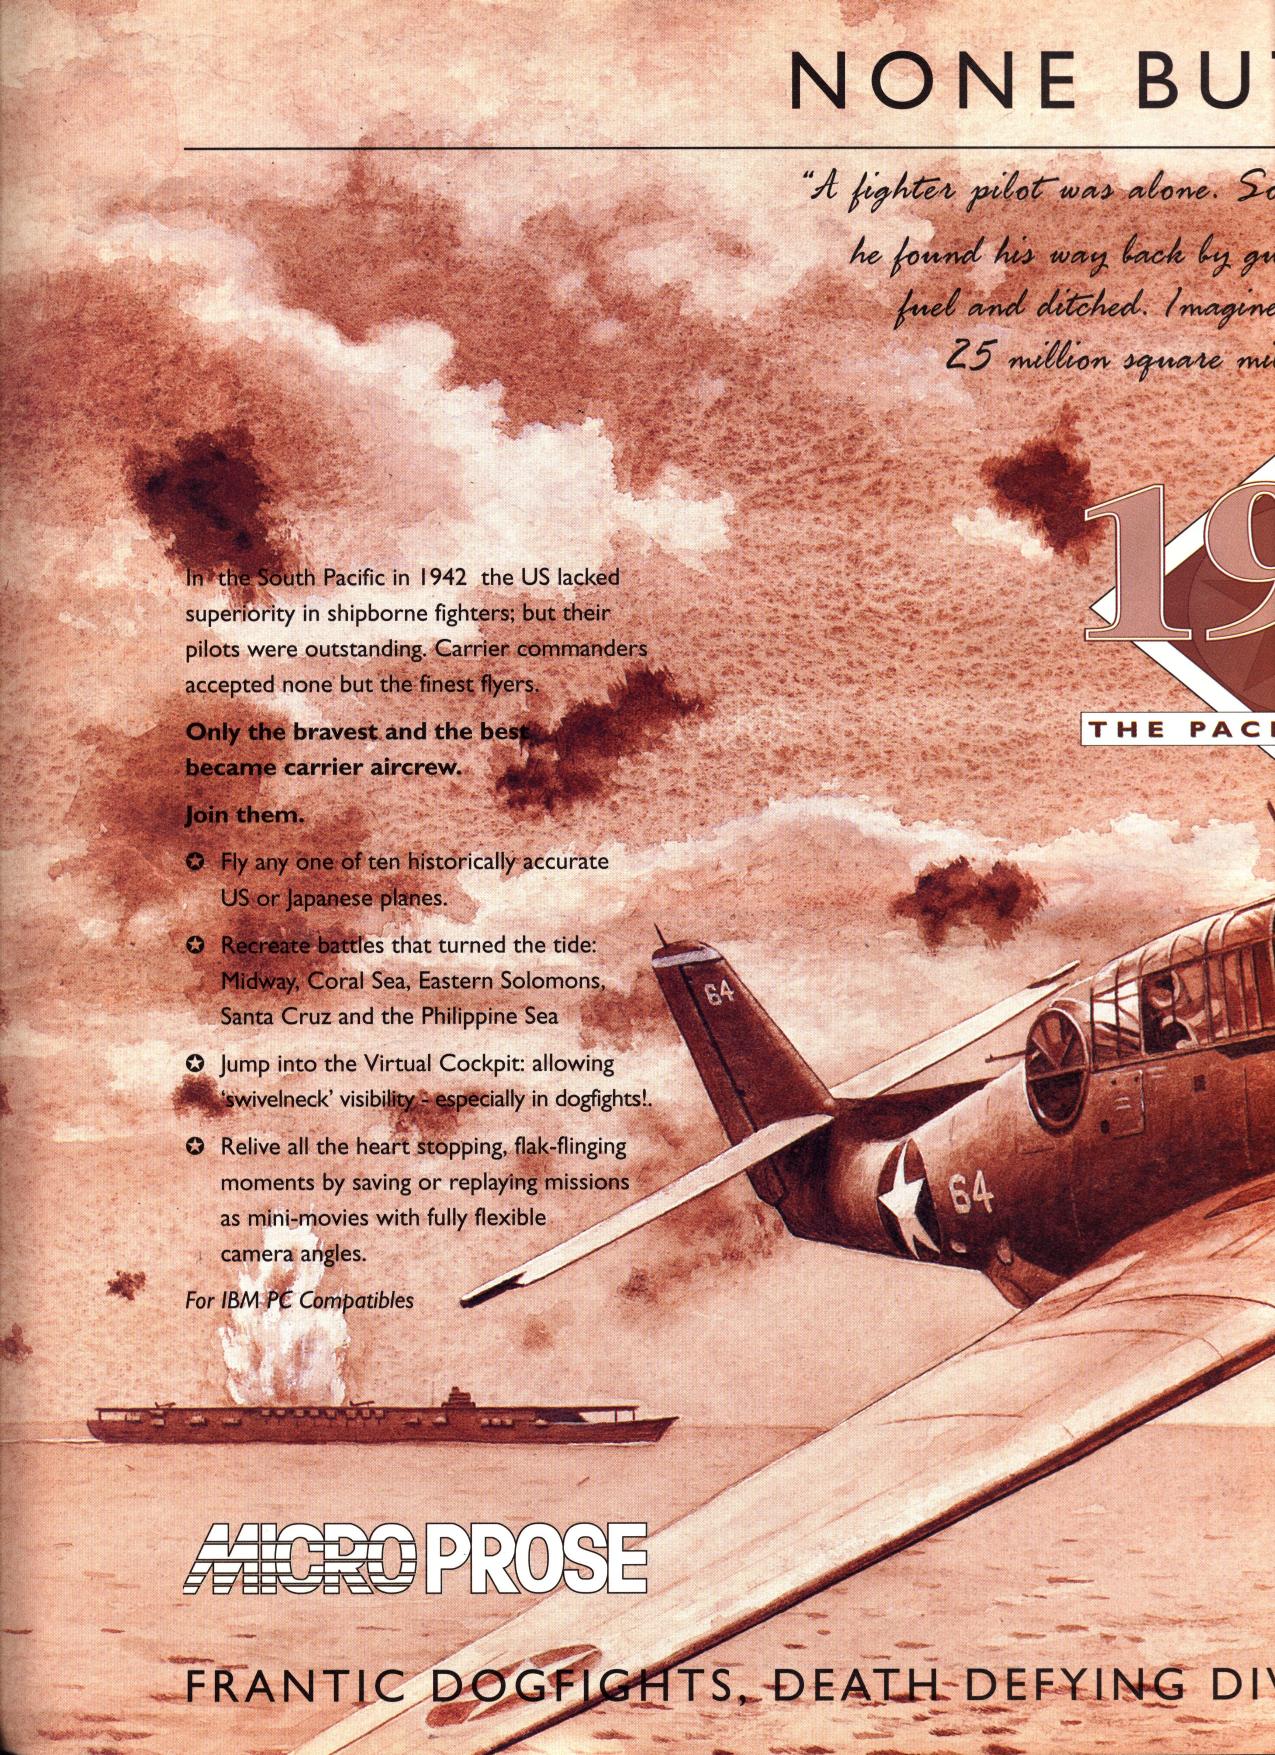 NONE BU
“A fighter pilot was alone. So
he found his way back by gu
fuel and ditched. Imagine
25 million square mi
19
THE PACI
In the South Pacific in 1942 the US lacked
superiority in shipborne fighters; but their
pilots were outstanding. Carrier commanders
accepted none but the finest flyers.
Only the bravest and the best
became carrier aircrew.
Join them.
✪ Fly any one of ten historically accurate
US or Japanese planes.
✪ Recreate battles that turned the tide:
Midway, Coral Sea, Eastern Solomons,
Santa Cruz and the Philippine Sea
✪ Jump into the Virtual Cockpit: allowing
‘swivelneck’ visibility - especially in dogfights!.
✪ Relive all the heart stopping, flak-flinging
moments by saving or replaying missions
as mini-movies with fully flexible
camera angles.
For IBM PC Compatibles
64
64
MICROPROSE
FRANTIC DOGFIGHTS, DEATH DEFYING DIV